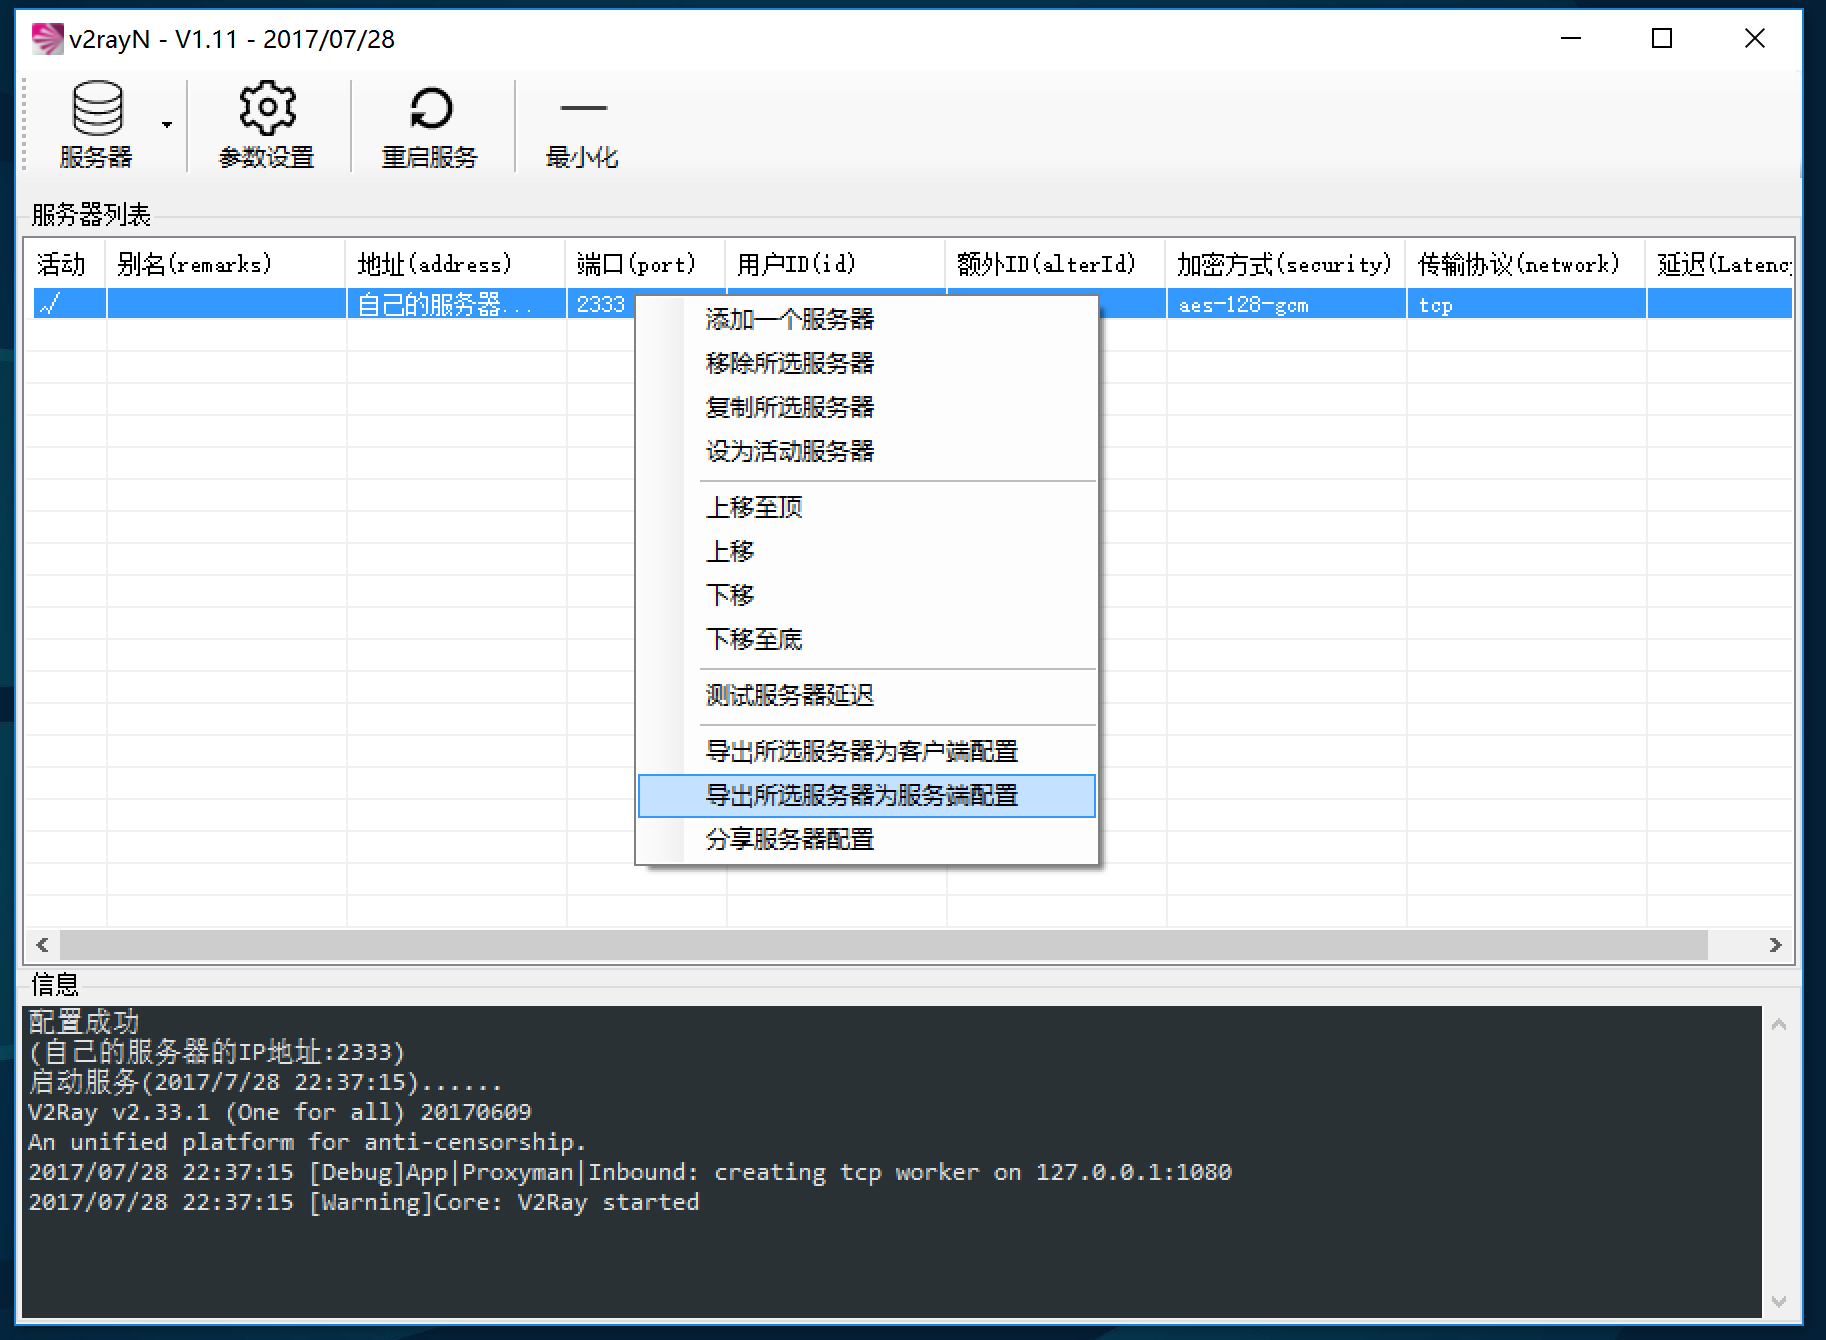 v2rayN - V1.11 - 2017/07/28
服务器 参数设置 重启服务 最小化
服务器列表
活动 别名(remarks) 地址(address) 端口(port) 用户ID(id) 额外ID(alterId) 加密方式(security) 传输协议(network) 延迟(Latenc
√ 自己的服务器... 2333 aes-128-gcm tcp
添加一个服务器
移除所选服务器
复制所选服务器
设为活动服务器
上移至顶
上移
下移
下移至底
测试服务器延迟
导出所选服务器为客户端配置
导出所选服务器为服务端配置
分享服务器配置
信息
配置成功
(自己的服务器的IP地址:2333)
启动服务(2017/7/28 22:37:15)......
V2Ray v2.33.1 (One for all) 20170609
An unified platform for anti-censorship.
2017/07/28 22:37:15 [Debug]App|Proxyman|Inbound: creating tcp worker on 127.0.0.1:1080
2017/07/28 22:37:15 [Warning]Core: V2Ray started